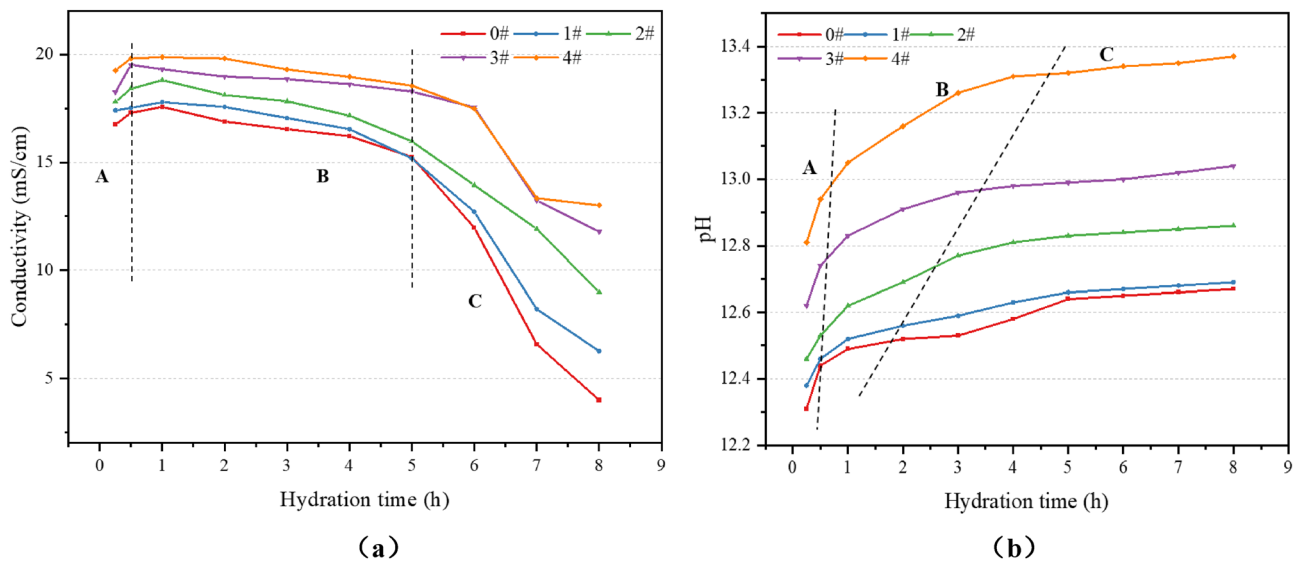 0# 1# 2#
3# 4#
20
15
10
5
Conductivity (mS/cm)
A
B
C
0 1 2 3 4 5 6 7 8 9
Hydration time (h)
（a）
0# 1# 2#
3# 4#
13.4
13.2
13.0
12.8
12.6
12.4
12.2
pH
A
B
C
0 1 2 3 4 5 6 7 8 9
Hydration time (h)
（b）